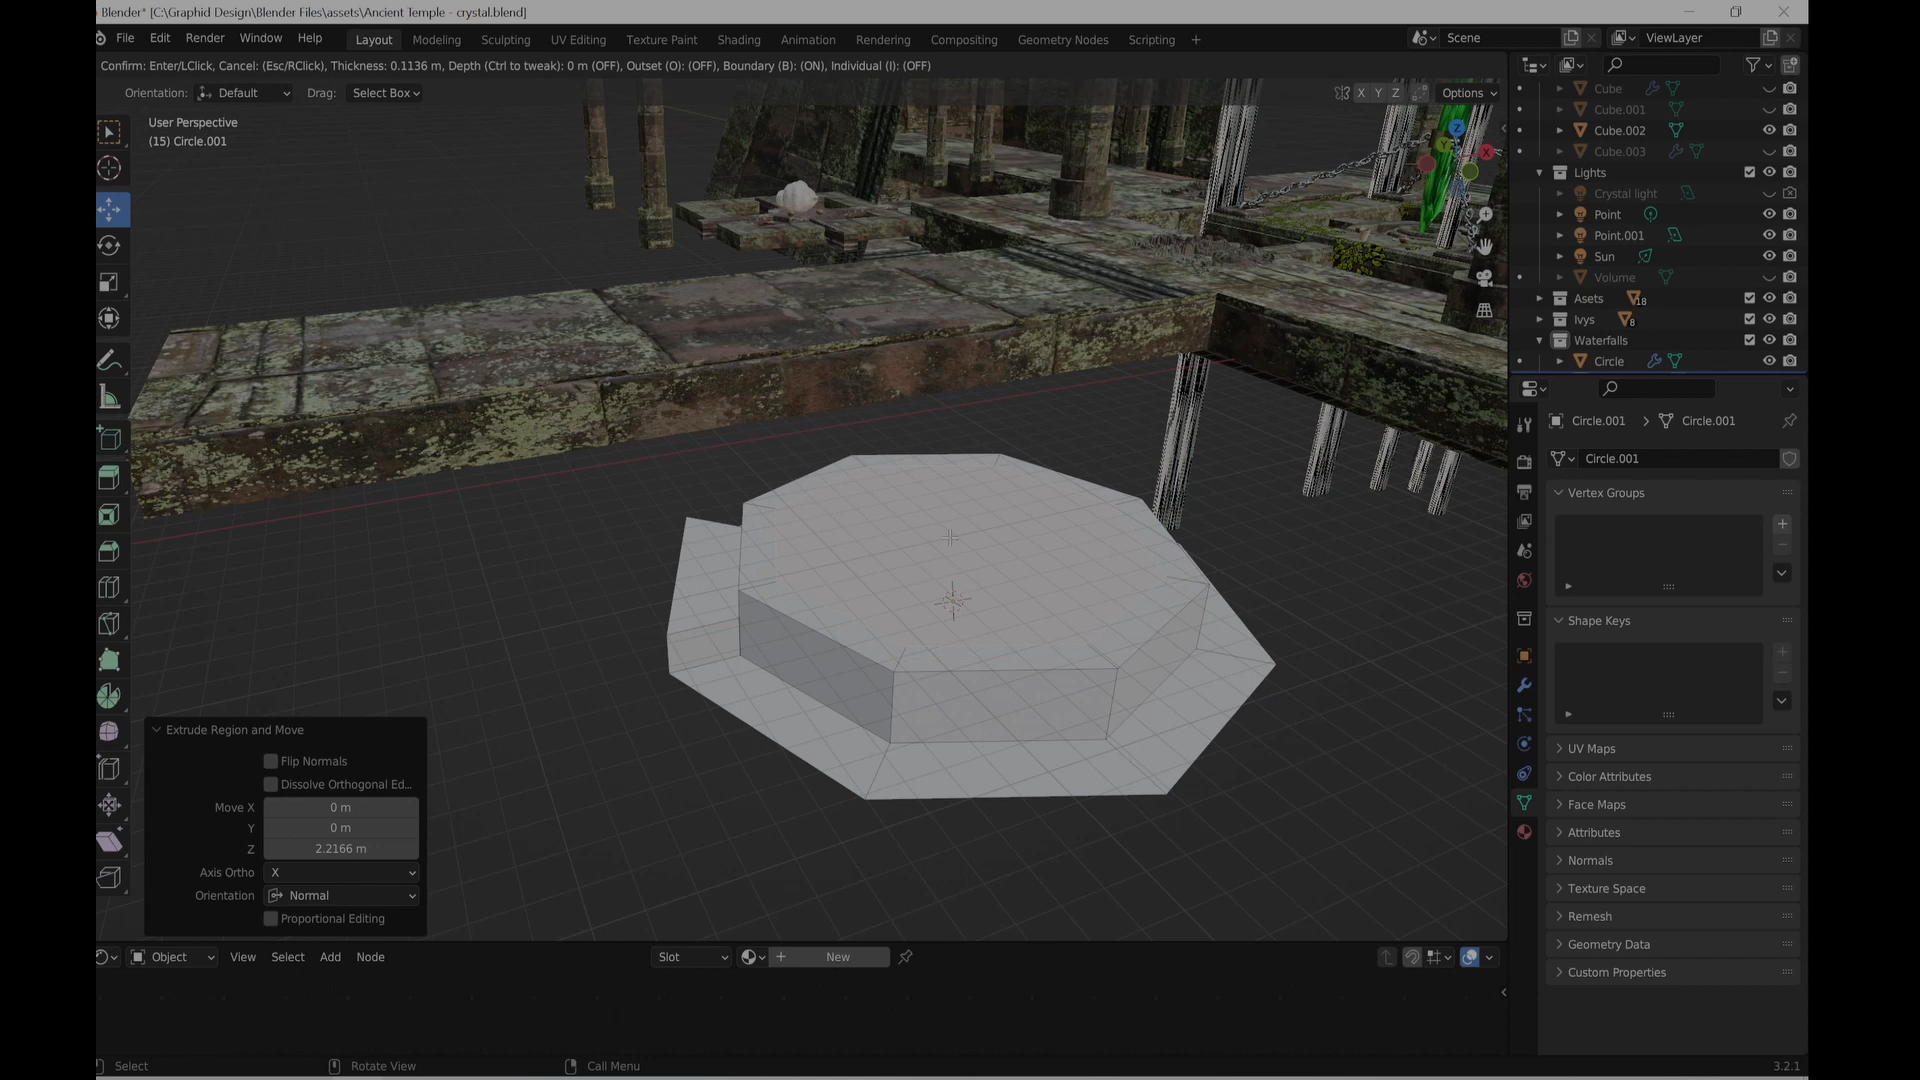 Blender* [C:\Graphid Design\Blender Files\assets\Ancient Temple - crystal.blend]
File Edit Render Window Help Layout Modeling Sculpting UV Editing Texture Paint Shading Animation Rendering Compositing Geometry Nodes Scripting + Scene ViewLayer
Confirm: Enter/LClick, Cancel: (Esc/RClick), Thickness: 0.1136 m, Depth (Ctrl to tweak): 0 m (OFF), Outset (O): (OFF), Boundary (B): (ON), Individual (I): (OFF)
Orientation: Default Drag: Select Box X Y Z Options
User Perspective
(15) Circle.001
Z
Y
X
Cube
Cube.001
Cube.002
Cube.003
Lights
Crystal light
Point
Point.001
Sun
Volume
Asets 18
Ivys 8
Waterfalls
Circle
Circle.001 Circle.001
Circle.001
Vertex Groups
Shape Keys
UV Maps
Color Attributes
Face Maps
Attributes
Normals
Texture Space
Remesh
Geometry Data
Custom Properties
Extrude Region and Move
Flip Normals
Dissolve Orthogonal Ed...
Move X 0 m
Y 0 m
Z 2.2166 m
Axis Ortho X
Orientation Normal
Proportional Editing
Object View Select Add Node Slot New
Select Rotate View Call Menu 3.2.1